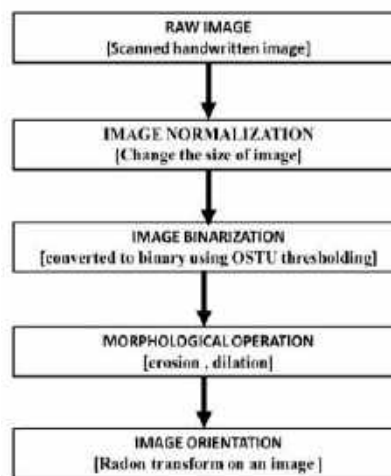 RAW IMAGE
[Scanned handwritten image]
IMAGE NORMALIZATION
[Change the size of image]
IMAGE BINARIZATION
[converted to binary using OSTU thresholding]
MORPHOLOGICAL OPERATION
[erosion , dilation]
IMAGE ORIENTATION
[Radon transform on an image ]